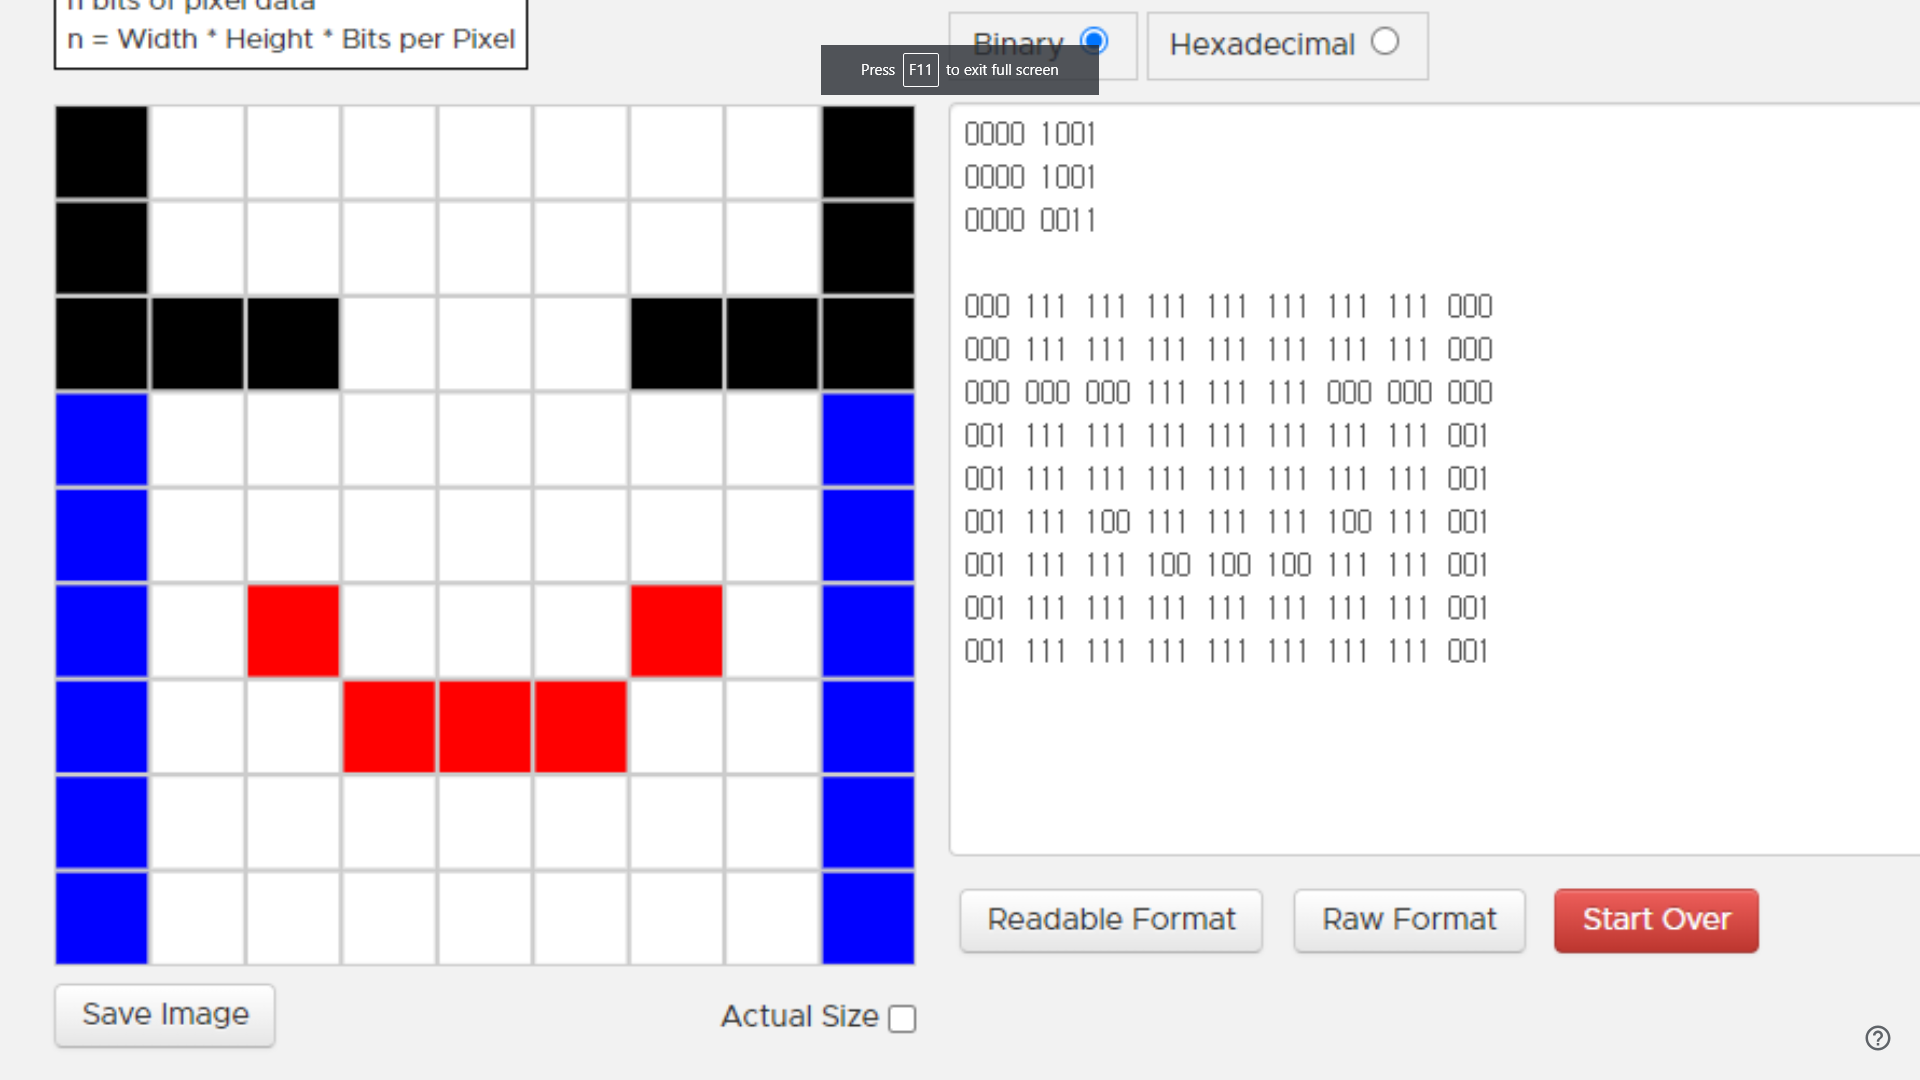 n bits of pixel data
n = Width * Height * Bits per Pixel
Binary
Hexadecimal
Press F11 to exit full screen
0000 1001
0000 1001
0000 0011
000 111 111 111 111 111 111 111 000
000 111 111 111 111 111 111 111 000
000 000 000 111 111 111 000 000 000
001 111 111 111 111 111 111 111 001
001 111 111 111 111 111 111 111 001
001 111 100 111 111 111 100 111 001
001 111 111 100 100 100 111 111 001
001 111 111 111 111 111 111 111 001
001 111 111 111 111 111 111 111 001
Readable Format
Raw Format
Start Over
Save Image
Actual Size
?